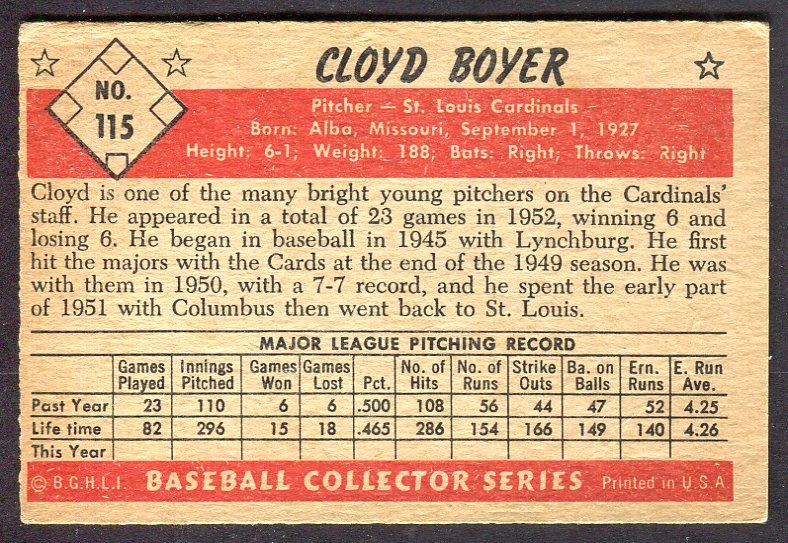 NO.
115
CLOYD BOYER
Pitcher — St. Louis Cardinals —
Born: Alba, Missouri, September 1, 1927
Height: 6-1; Weight: 188; Bats: Right; Throws: Right
Cloyd is one of the many bright young pitchers on the Cardinals'
staff. He appeared in a total of 23 games in 1952, winning 6 and
losing 6. He began in baseball in 1945 with Lynchburg. He first
hit the majors with the Cards at the end of the 1949 season. He was
with them in 1950, with a 7-7 record, and he spent the early part
of 1951 with Columbus then went back to St. Louis.
MAJOR LEAGUE PITCHING RECORD
Games Innings Games Games No. of No. of Strike Ba. on Ern. E. Run
Played Pitched Won Lost Pct. Hits Runs Outs Balls Runs Ave.
Past Year 23 110 6 6 .500 108 56 44 47 52 4.25
Life time 82 296 15 18 .465 286 154 166 149 140 4.26
This Year
© B.G.H.L.I. BASEBALL COLLECTOR SERIES Printed in U.S.A